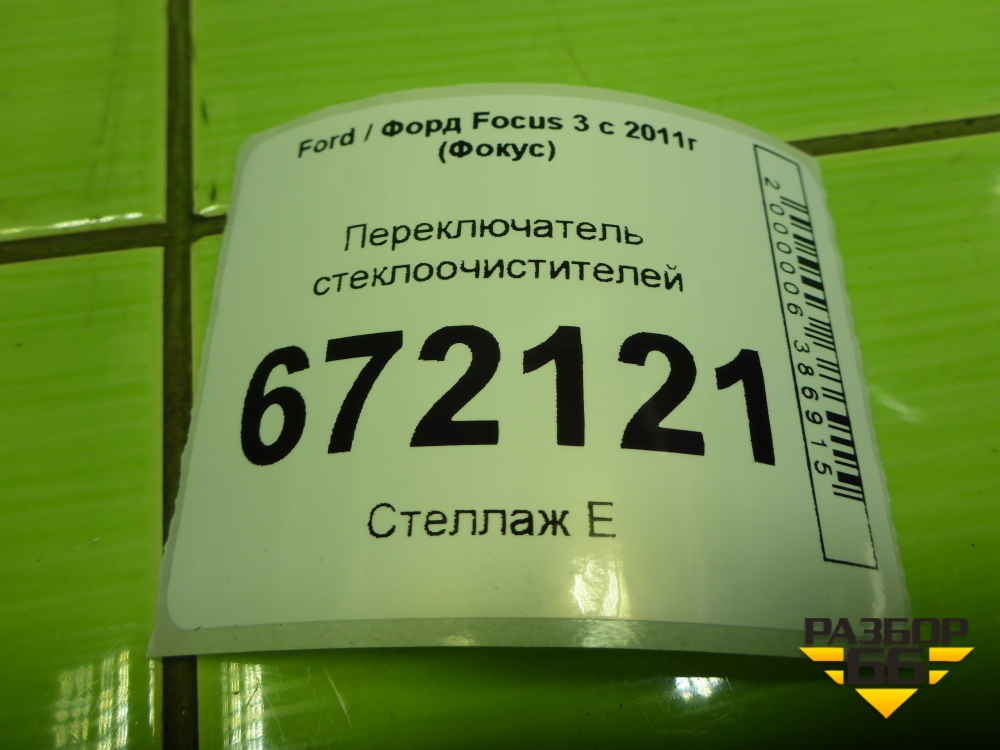 Ford / Форд Focus 3 с 2011г
(Фокус)
Переключатель
стеклоочистителей
672121
Стеллаж Е
2000006386915
РАЗБОР
66